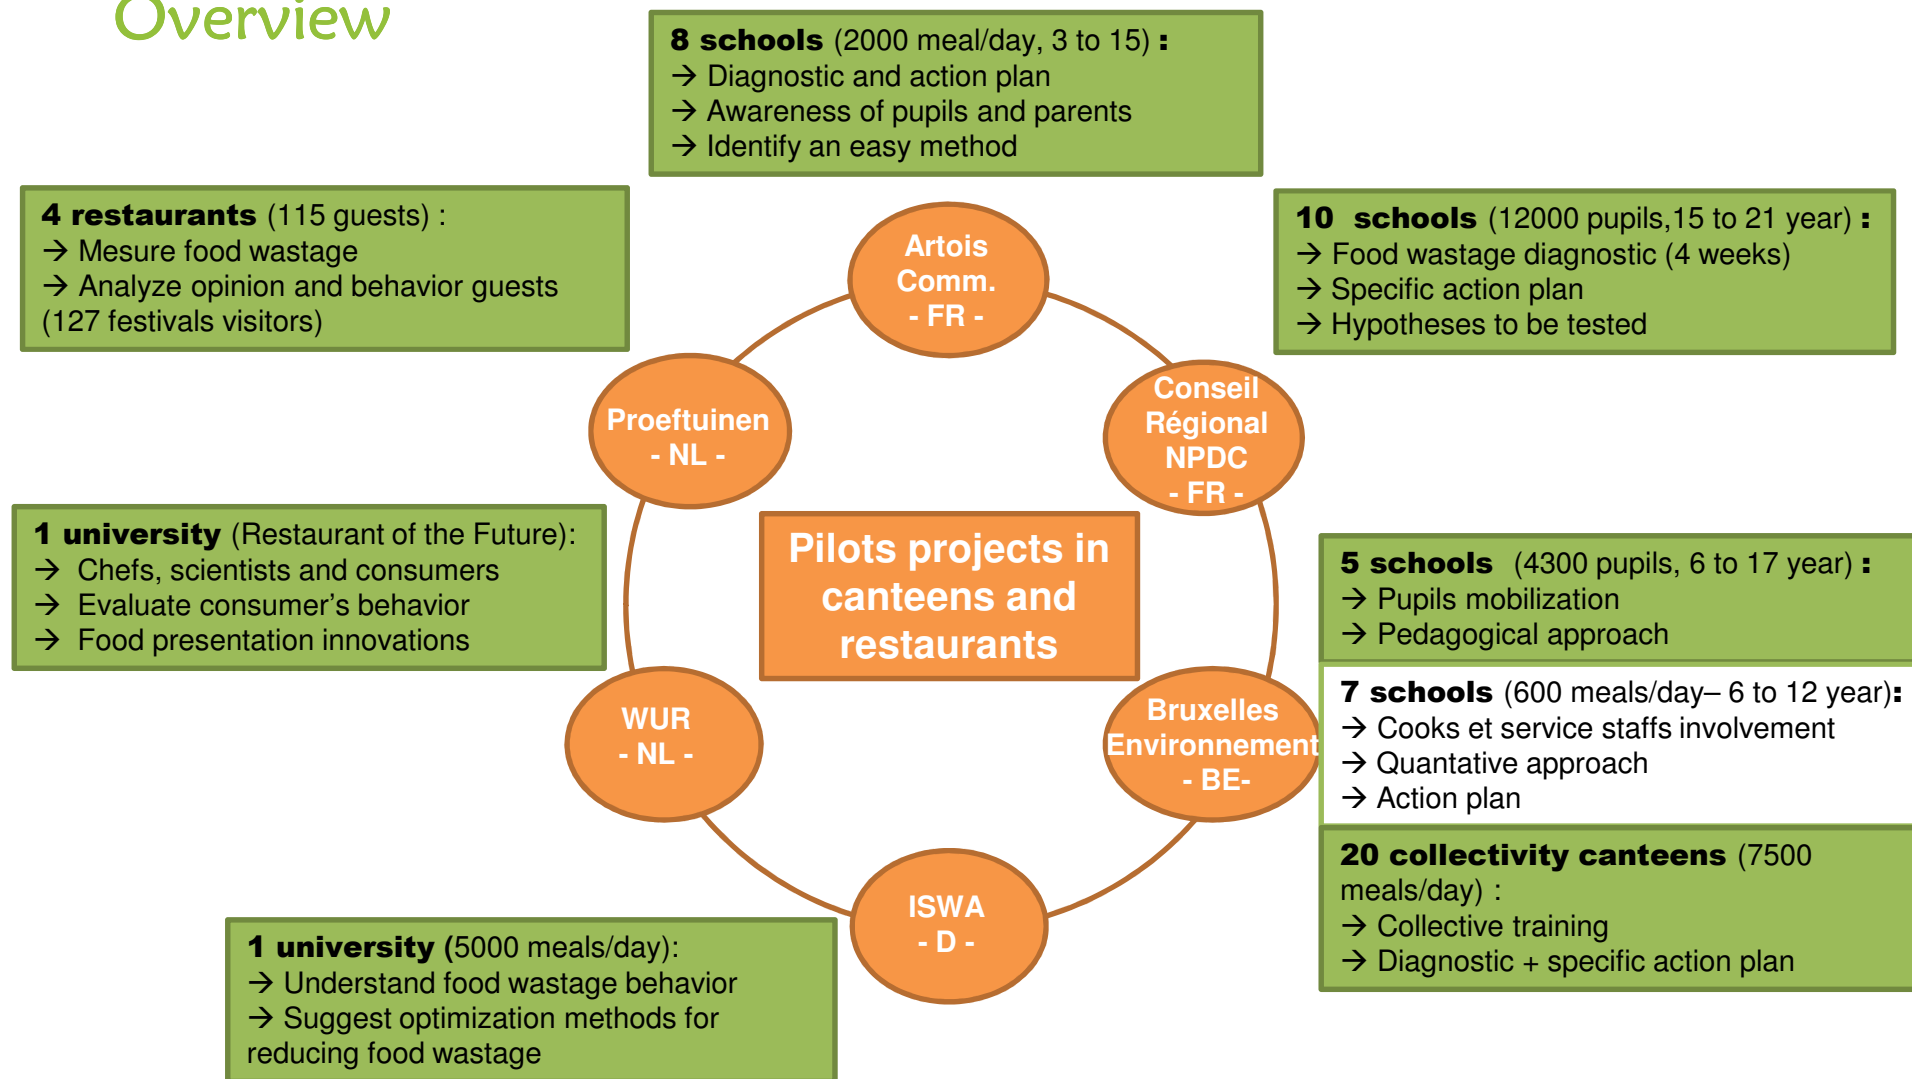 Overview
8 schools (2000 meal/day, 3 to 15) :
→ Diagnostic and action plan
→ Awareness of pupils and parents
→ Identify an easy method
4 restaurants (115 guests) :
→ Mesure food wastage
→ Analyze opinion and behavior guests
(127 festivals visitors)
10 schools (12000 pupils,15 to 21 year) :
→ Food wastage diagnostic (4 weeks)
→ Specific action plan
→ Hypotheses to be tested
Artois
Comm.
- FR -
Conseil
Régional
NPDC
- FR -
Proeftuinen
- NL -
1 university (Restaurant of the Future):
→ Chefs, scientists and consumers
→ Evaluate consumer's behavior
→ Food presentation innovations
Pilots projects in
canteens and
restaurants
5 schools (4300 pupils, 6 to 17 year) :
→ Pupils mobilization
→ Pedagogical approach
7 schools (600 meals/day– 6 to 12 year):
→ Cooks et service staffs involvement
→ Quantative approach
→ Action plan
20 collectivity canteens (7500
meals/day) :
→ Collective training
→ Diagnostic + specific action plan
WUR
- NL -
Bruxelles
Environnement
- BE-
ISWA
- D -
1 university (5000 meals/day):
→ Understand food wastage behavior
→ Suggest optimization methods for
reducing food wastage